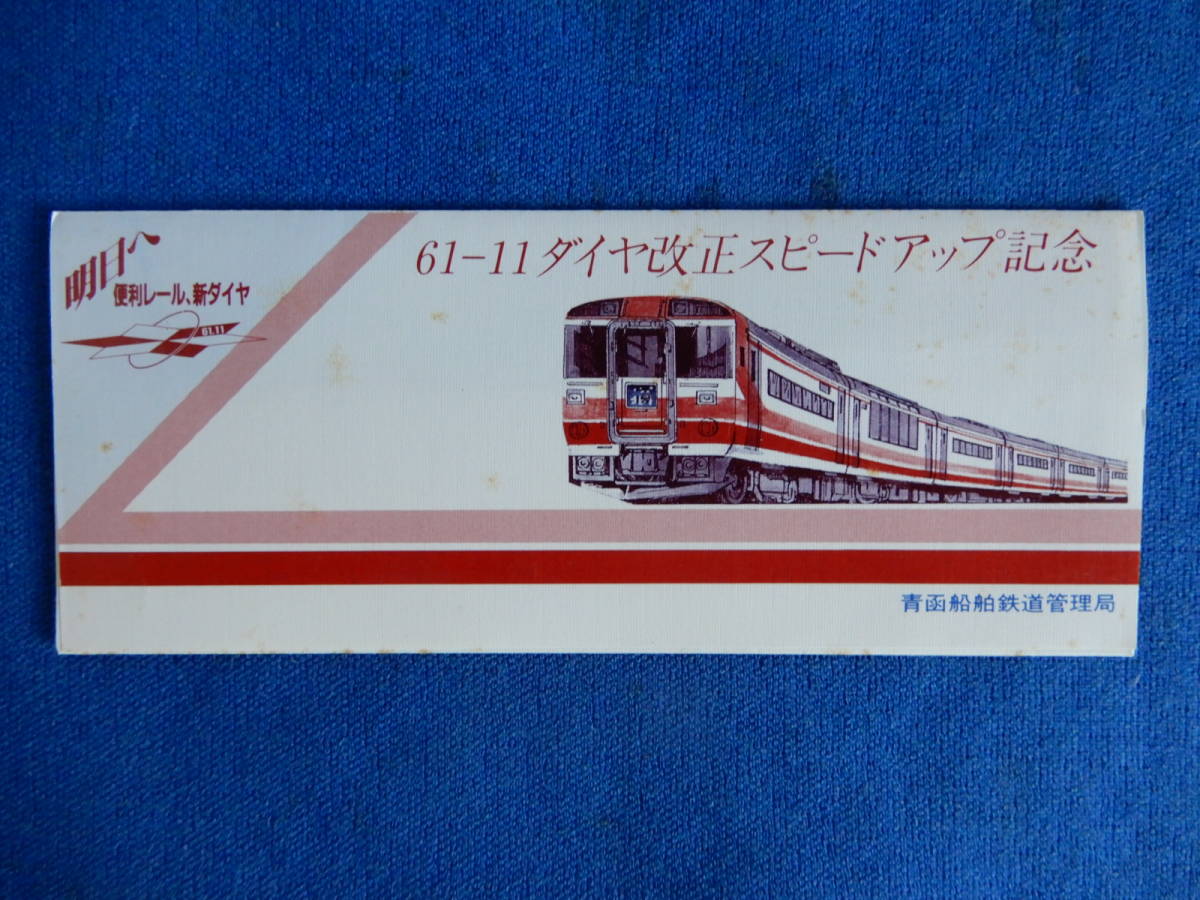 明日へ
便利レール、新ダイヤ
61.11
61-11ダイヤ改正スピードアップ記念
青函船舶鉄道管理局